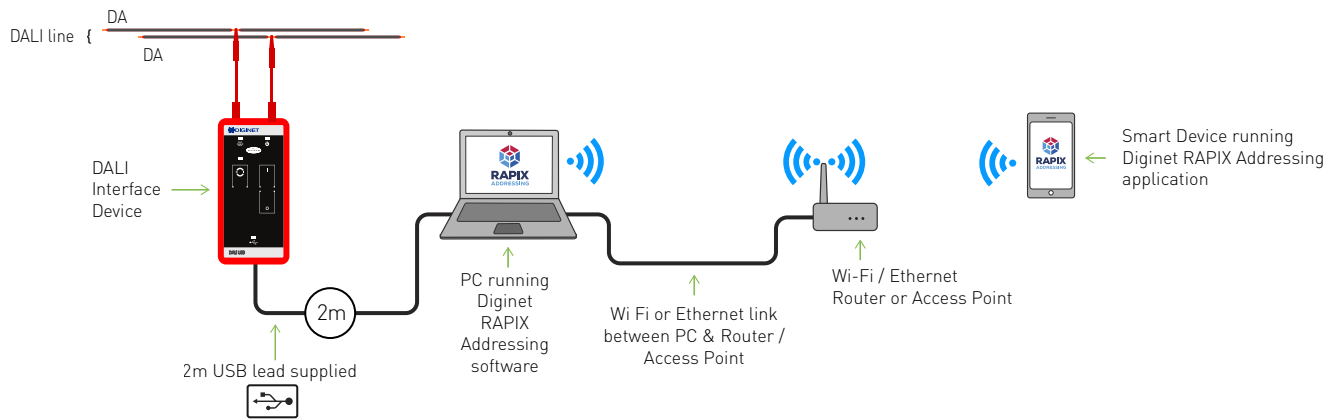 DA
DALI line {
DA
DIGINET
DALI
Interface
Device
DALI USB
2m
2m USB lead supplied
RAPIX
ADDRESSING
PC running
Diginet
RAPIX
Addressing
software
Wi Fi or Ethernet link
between PC & Router /
Access Point
Wi-Fi / Ethernet
Router or Access Point
RAPIX
ADDRESSING
Smart Device running
Diginet RAPIX Addressing
application